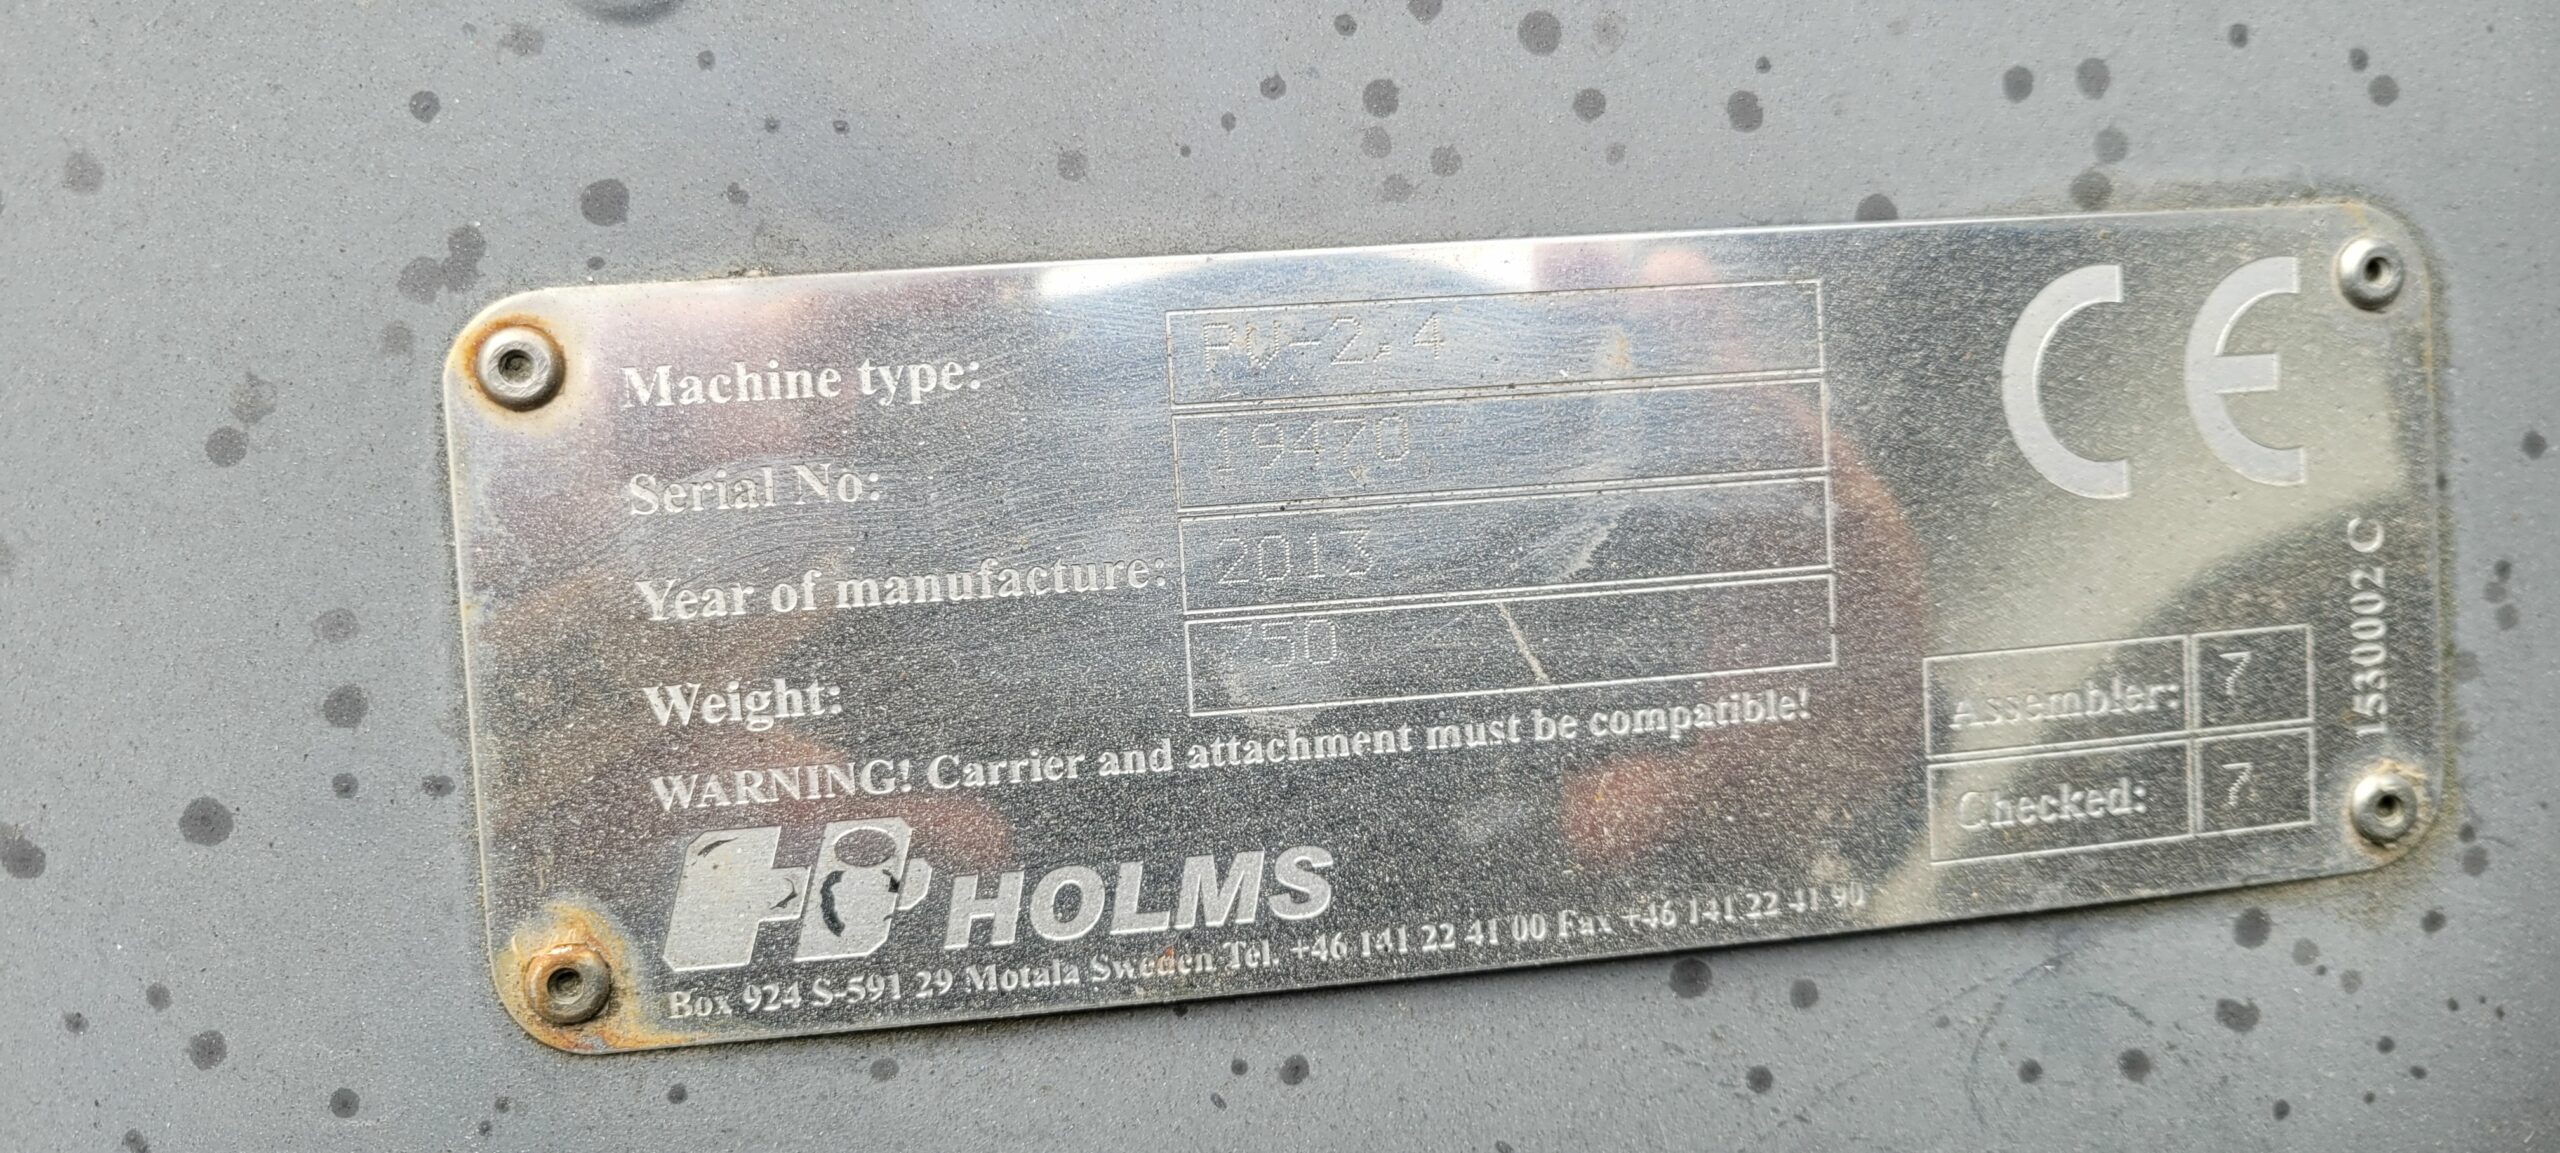 Machine type: PV-2,4
Serial No: 19470
Year of manufacture: 2013
Weight: 750
WARNING! Carrier and attachment must be compatible!
HOLMS
Box 924 S-591 29 Motala Sweden Tel. +46 141 22 41 00 Fax +46 141 22 41 90
CE
Assembler: 7
Checked: 7
15300002 C